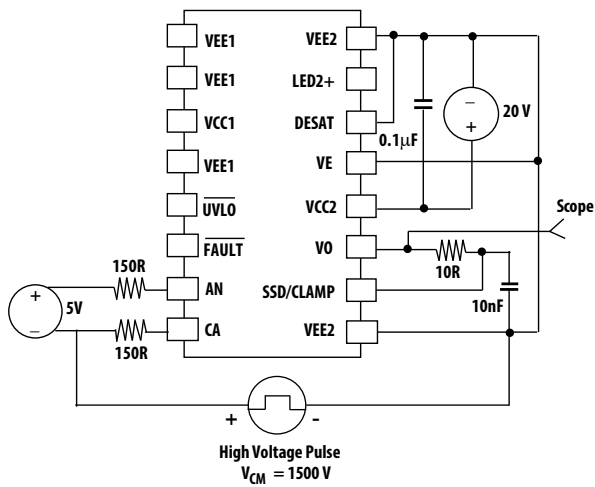 VEE1
VEE2
VEE1
LED2+
VCC1
DESAT
0.1μF
20 V
VEE1
VE
UVLO
VCC2
Scope
FAULT
VO
10R
150R
AN
SSD/CLAMP
10nF
5V
CA
VEE2
150R
High Voltage Pulse
VCM = 1500 V